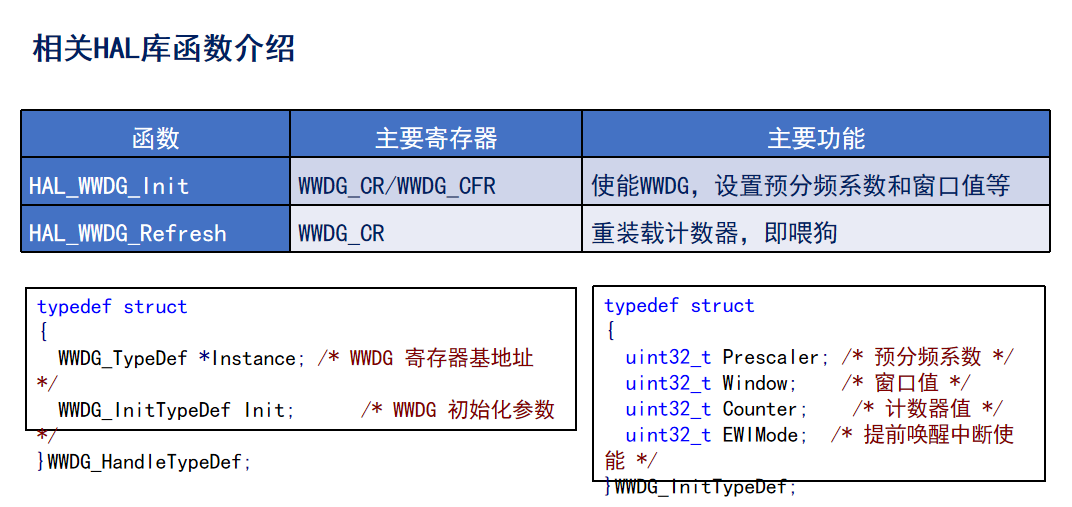 相关HAL库函数介绍
函数 主要寄存器 主要功能
HAL_WWDG_Init WWDG_CR/WWDG_CFR 使能WWDG，设置预分频系数和窗口值等
HAL_WWDG_Refresh WWDG_CR 重装载计数器，即喂狗
typedef struct
{
WWDG_TypeDef *Instance; /* WWDG 寄存器基地址
*/
WWDG_InitTypeDef Init; /* WWDG 初始化参数
*/
}WWDG_HandleTypeDef;
typedef struct
{
uint32_t Prescaler; /* 预分频系数 */
uint32_t Window; /* 窗口值 */
uint32_t Counter; /* 计数器值 */
uint32_t EWIMode; /* 提前唤醒中断使
能 */
}WWDG_InitTypeDef;